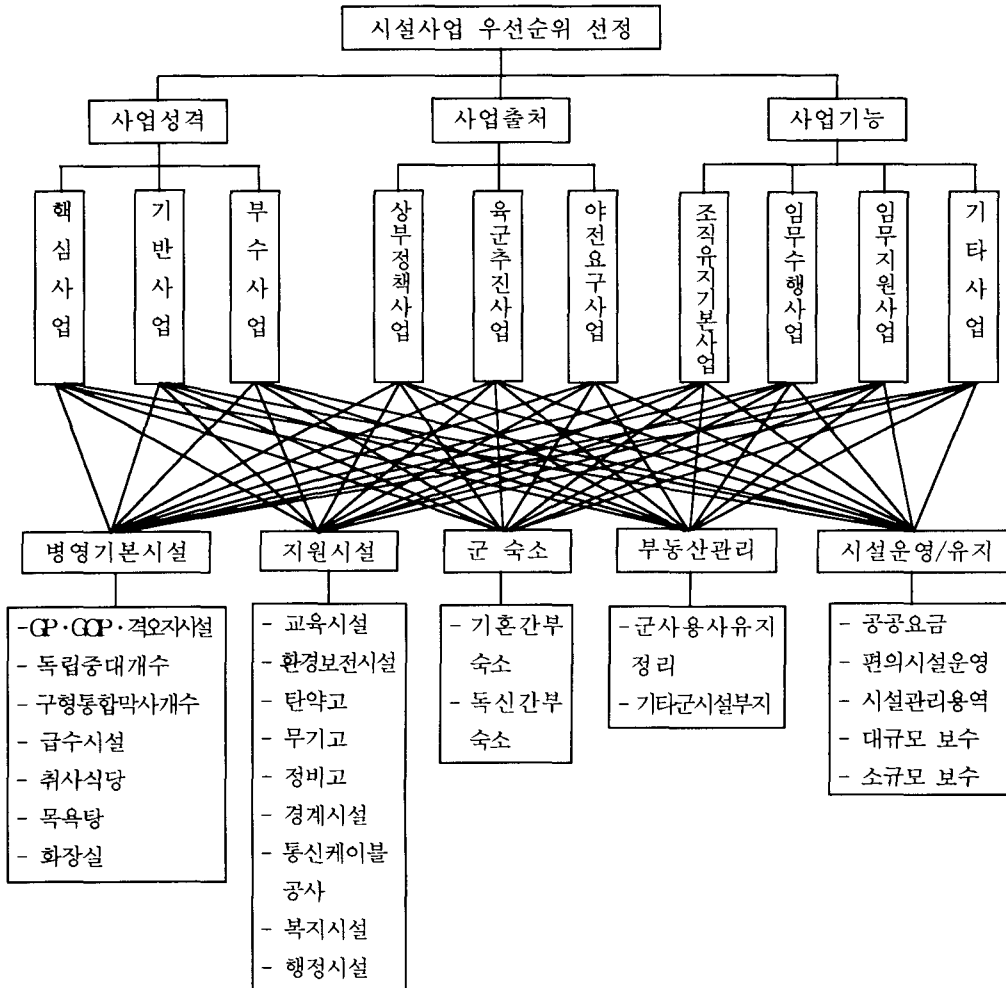 시설사업 우선순위 선정
사업성격
사업출처
사업기능
핵심사업
기반사업
부수사업
상부정책사업
육군추진사업
야전요구사업
조직유지기본사업
임무수행사업
임무지원사업
기타사업
병영기본시설
지원시설
군 숙소
부동산관리
시설운영/유지
-GP·GOP·격오지시설
- 독립중대개수
- 구형통합막사개수
- 급수시설
- 취사식당
- 목욕탕
- 화장실
- 교육시설
- 환경보전시설
- 탄약고
- 무기고
- 정비고
- 경계시설
- 통신케이블
공사
- 복지시설
- 행정시설
- 기혼간부
숙소
- 독신간부
숙소
- 군사용사유지
정리
- 기타군시설부지
- 공공요금
- 편의시설운영
- 시설관리용역
- 대규모 보수
- 소규모 보수